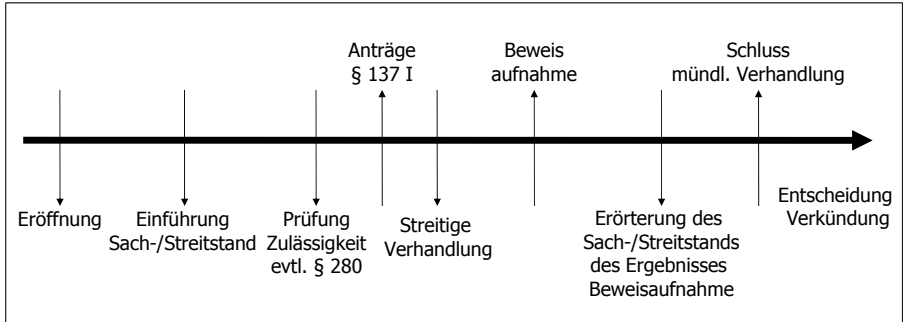 Anträge
§ 137 I
Beweis
aufnahme
Schluss
mündl. Verhandlung
Eröffnung
Einführung
Sach-/Streitstand
Prüfung
Zulässigkeit
evtl. § 280
Streitige
Verhandlung
Erörterung des
Sach-/Streitstands
des Ergebnisses
Beweisaufnahme
Entscheidung
Verkündung